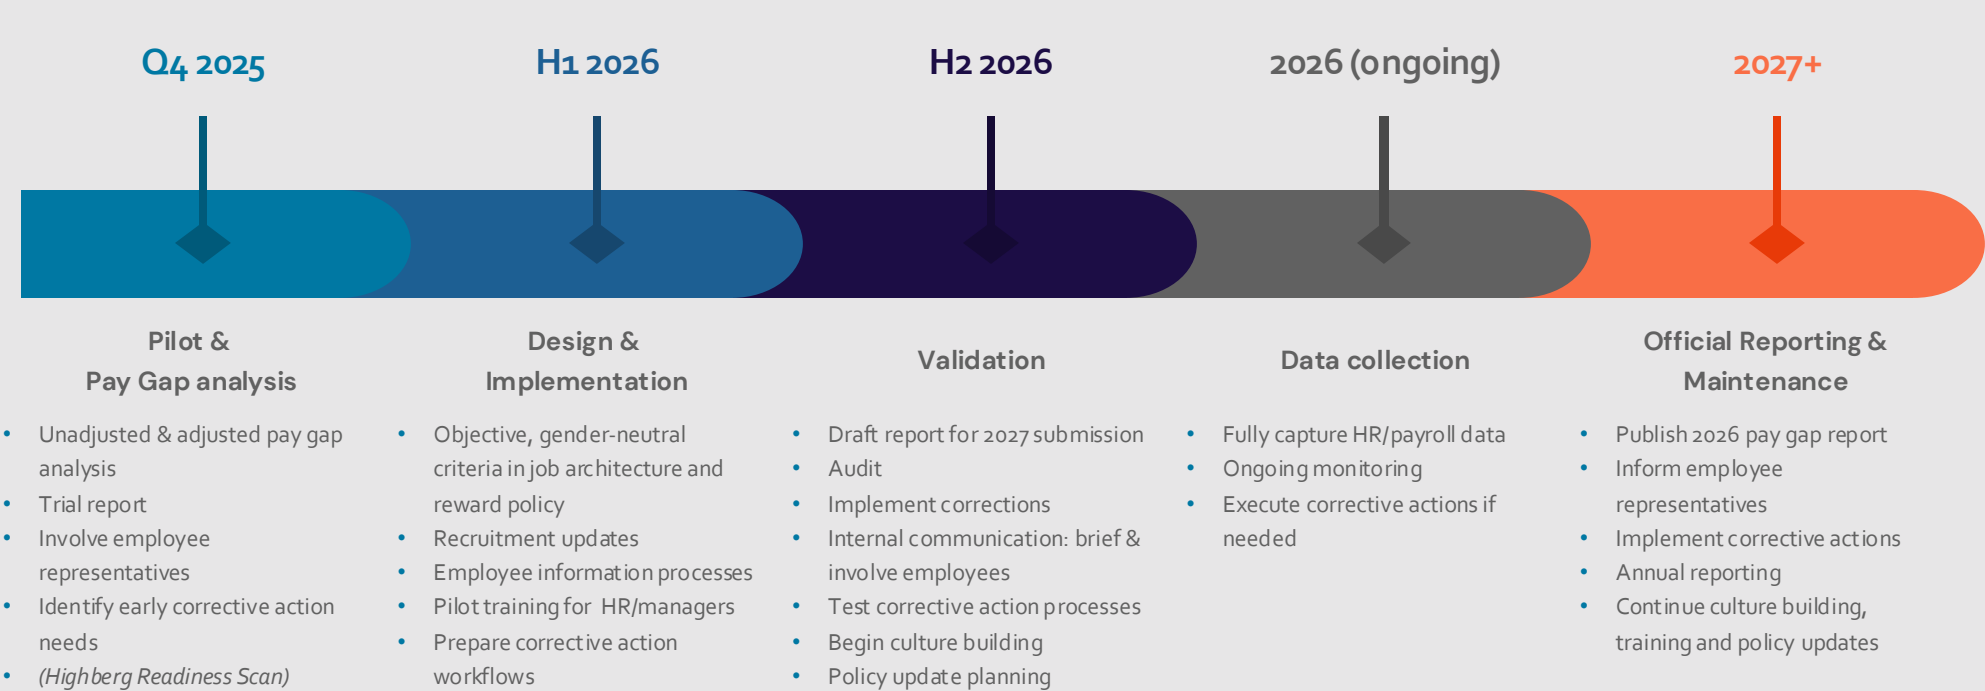 Q4 2025
H1 2026
H2 2026
2026 (ongoing)
2027+
Pilot &
Pay Gap analysis
• Unadjusted & adjusted pay gap
analysis
• Trial report
• Involve employee
representatives
• Identify early corrective action
needs
• (Highberg Readiness Scan)
Design &
Implementation
• Objective, gender-neutral
criteria in job architecture and
reward policy
• Recruitment updates
• Employee information processes
• Pilot training for HR/managers
• Prepare corrective action
workflows
Validation
• Draft report for 2027 submission
• Audit
• Implement corrections
• Internal communication: brief &
involve employees
• Test corrective action processes
• Begin culture building
• Policy update planning
Data collection
• Fully capture HR/payroll data
• Ongoing monitoring
• Execute corrective actions if
needed
Official Reporting &
Maintenance
• Publish 2026 pay gap report
• Inform employee
representatives
• Implement corrective actions
• Annual reporting
• Continue culture building,
training and policy updates